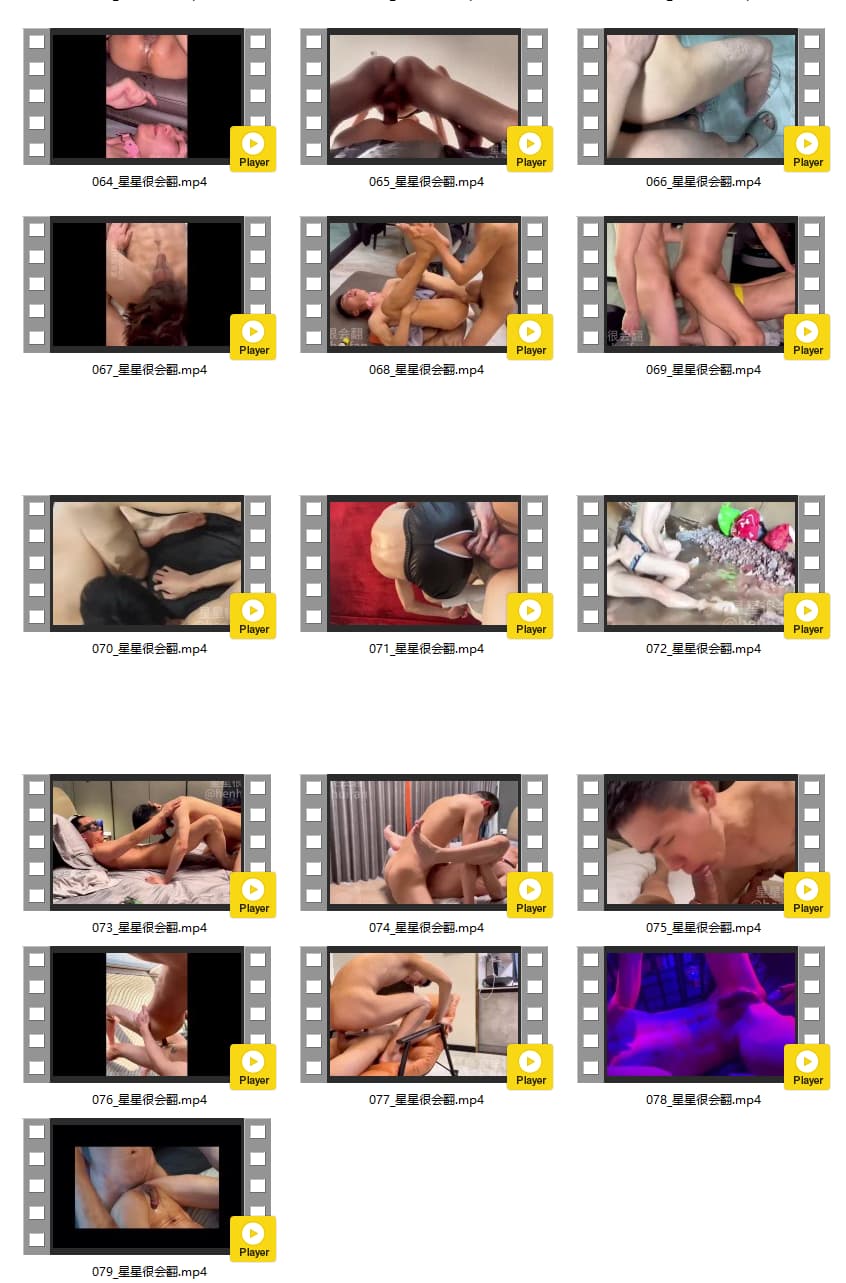 Player
Player
Player
064_星星很会翻.mp4
065_星星很会翻.mp4
066_星星很会翻.mp4
Player
Player
Player
067_星星很会翻.mp4
068_星星很会翻.mp4
069_星星很会翻.mp4
Player
Player
Player
070_星星很会翻.mp4
071_星星很会翻.mp4
072_星星很会翻.mp4
Player
Player
Player
073_星星很会翻.mp4
074_星星很会翻.mp4
075_星星很会翻.mp4
Player
Player
Player
076_星星很会翻.mp4
077_星星很会翻.mp4
078_星星很会翻.mp4
Player
079_星星很会翻.mp4